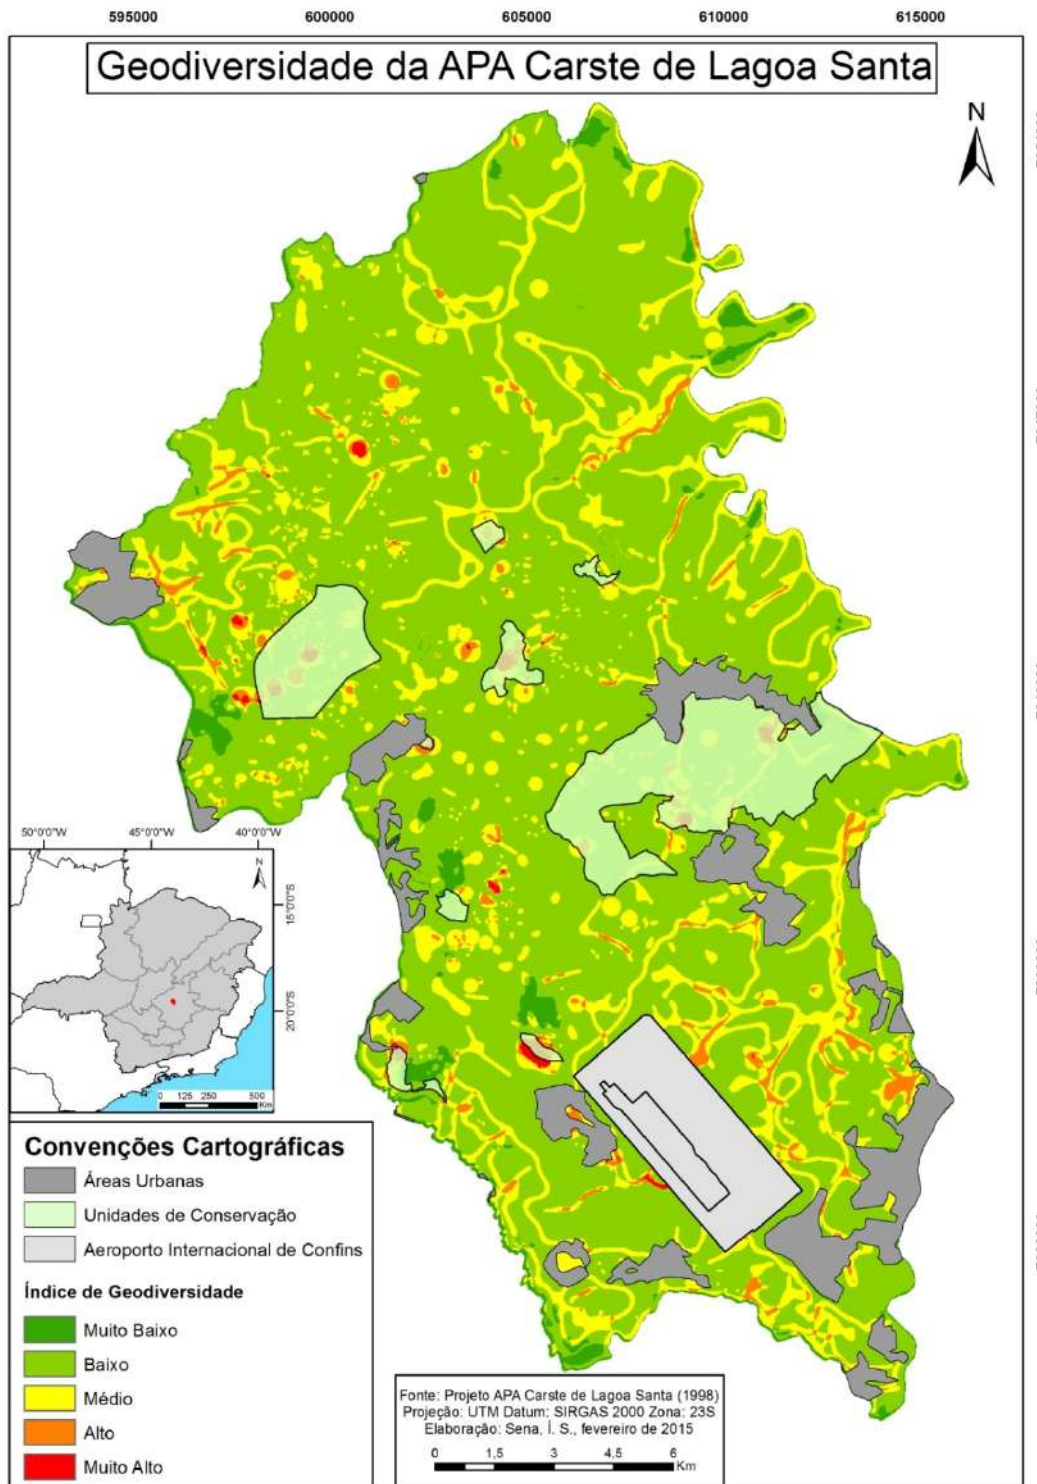 595000 600000 605000 610000 615000
Geodiversidade da APA Carste de Lagoa Santa
N
50°0'0"W 45°0'0"W 40°0'0"W
N
15°0'0"S
20°0'0"S
0 125 250 500
Km
Convenções Cartográficas
Áreas Urbanas
Unidades de Conservação
Aeroporto Internacional de Confins
Índice de Geodiversidade
Muito Baixo
Baixo
Médio
Alto
Muito Alto
Fonte: Projeto APA Carste de Lagoa Santa (1998)
Projeção: UTM Datum: SIRGAS 2000 Zona: 23S
Elaboração: Sena, Í. S., fevereiro de 2015
0 1,5 3 4,5 6
Km